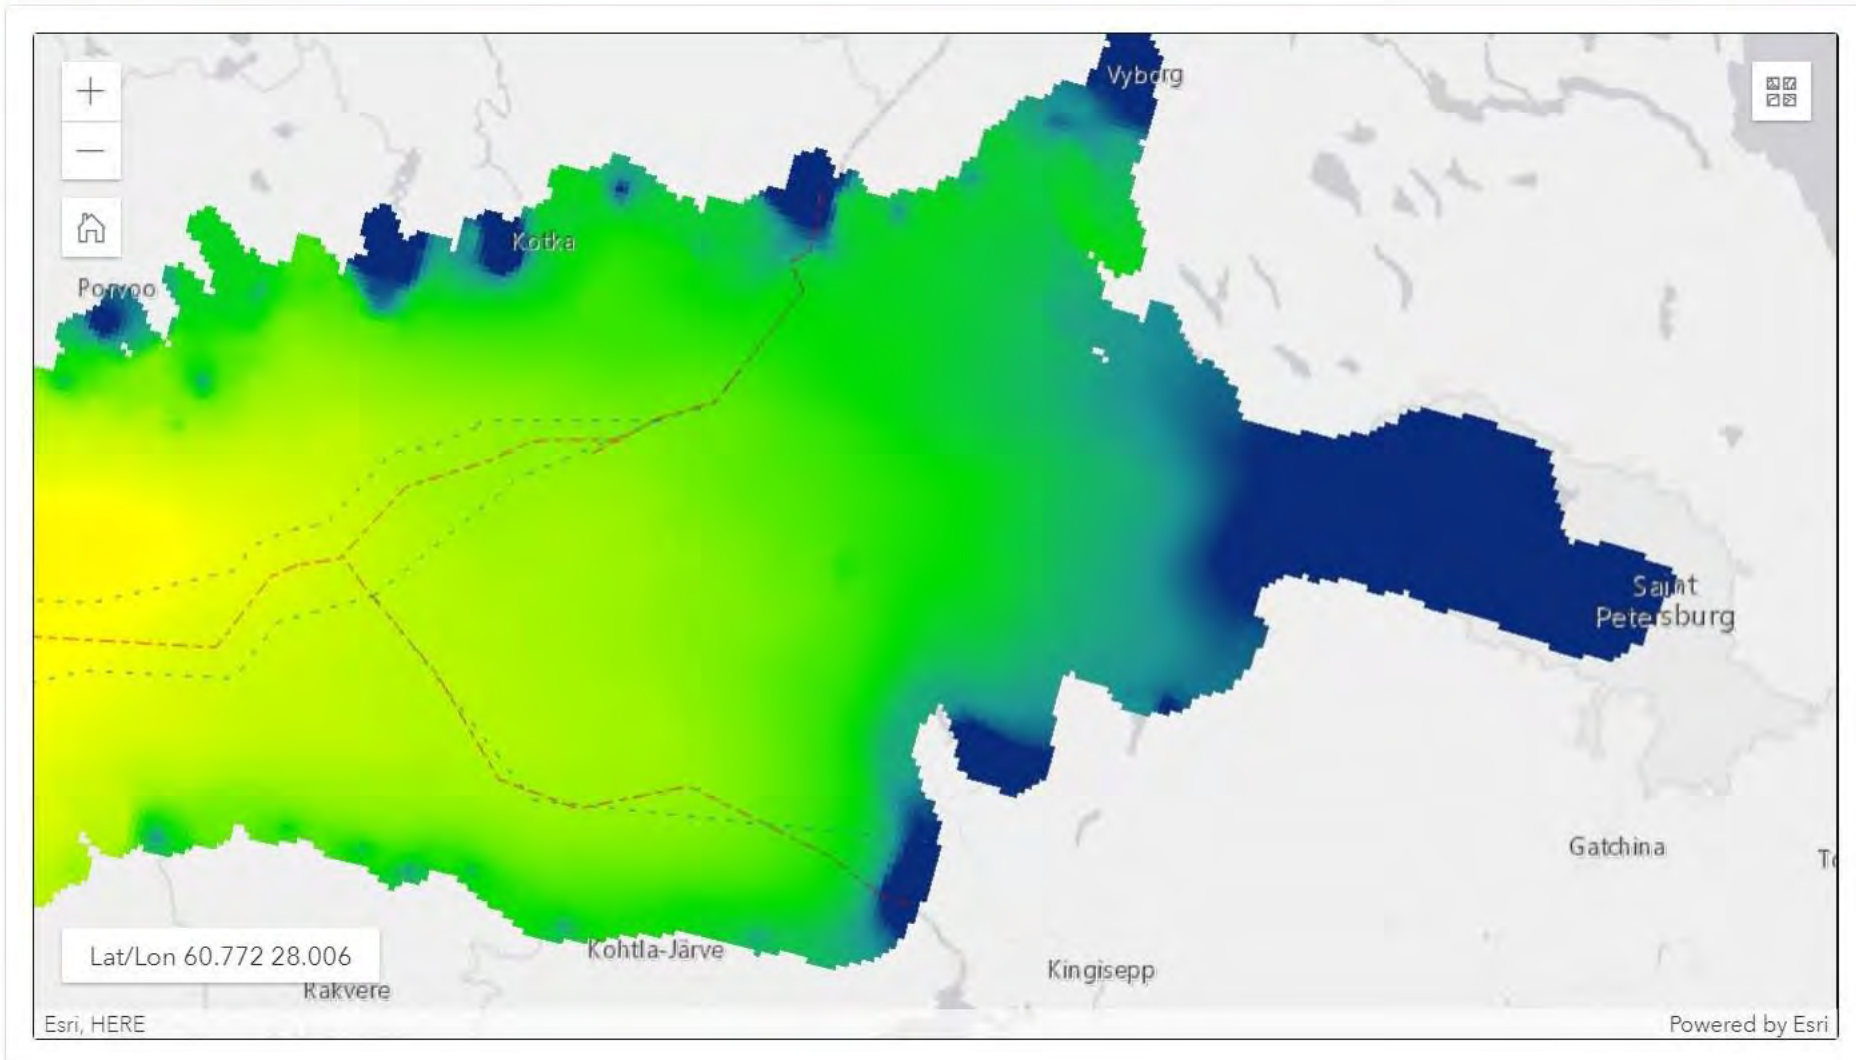 Vyborg
+
−
Kotka
Porvoo
Saint
Petersburg
Gatchina
Kohtla-Järve
Lat/Lon 60.772 28.006
Kingisepp
Rakvere
Esri, HERE
Powered by Esri